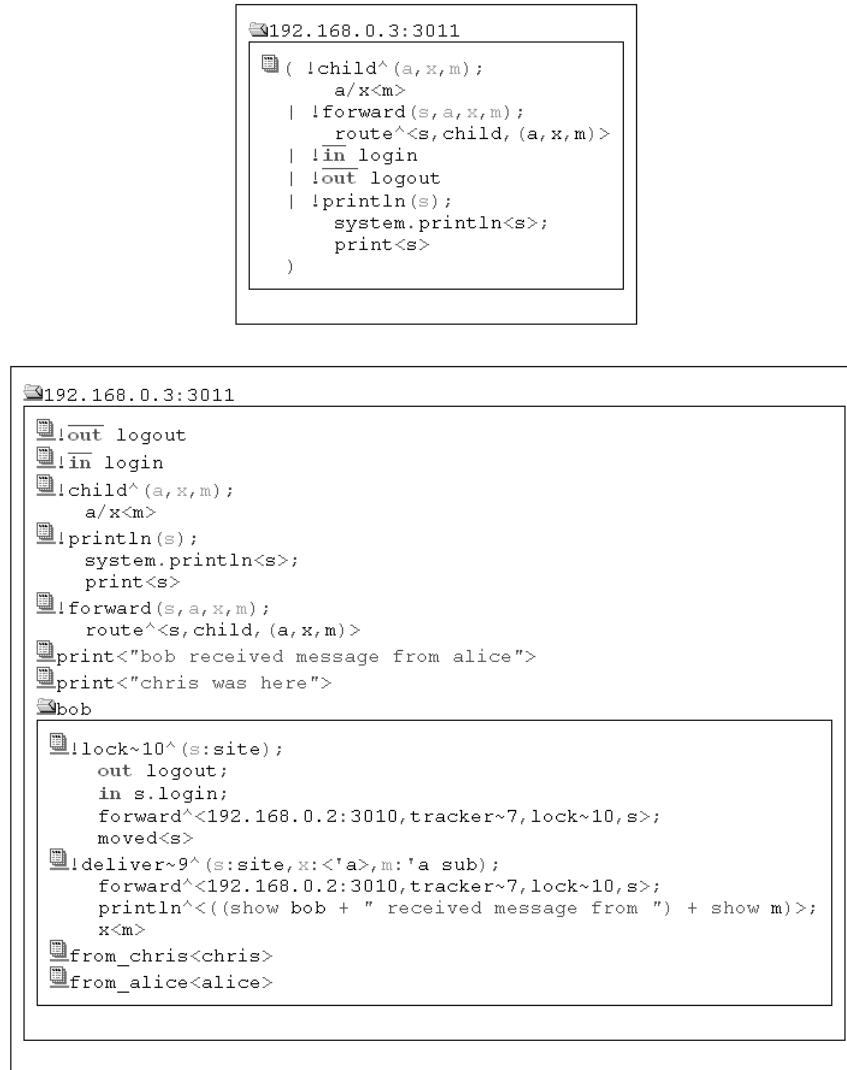 192.168.0.3:3011
( !child^(a,x,m);
a/x<m>
| !forward(s,a,x,m);
route^<s,child,(a,x,m)>
| !in login
| !out logout
| !println(s);
system.println<s>;
print<s>
)
192.168.0.3:3011
!out logout
!in login
!child^(a,x,m);
a/x<m>
!println(s);
system.println<s>;
print<s>
!forward(s,a,x,m);
route^<s,child,(a,x,m)>
print<"bob received message from alice">
print<"chris was here">
bob
!lock~10^(s:site);
out logout;
in s.login;
forward^<192.168.0.2:3010,tracker~7,lock~10,s>;
moved<s>
!deliver~9^(s:site,x:<'a>,m:'a sub);
forward^<192.168.0.2:3010,tracker~7,lock~10,s>;
println^<((show bob + " received message from ") + show m)>;
x<m>
from_chris<chris>
from_alice<alice>